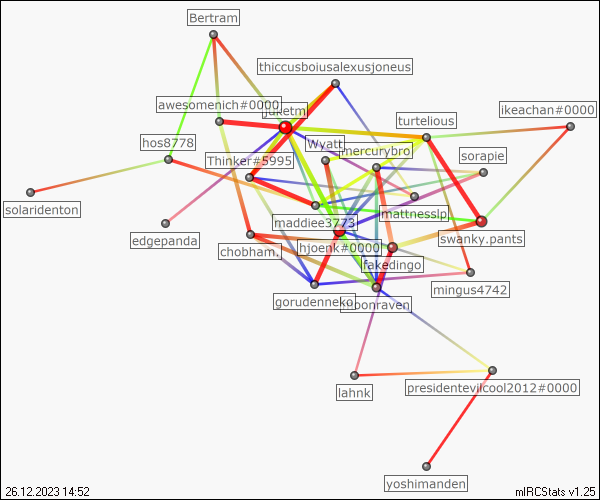 Bertram
thiccusboiusalexusjoneus
awesomenich#0000
junetm
ikeachan#0000
turtelious
hos8778
Wyatt
mercurybro
sorapie
Thinker#5995
solaridenton
mattnesslp
maddiee3773
edgepanda
swanky.pants
chobham.
hjoenk#0000
fakedingo
mingus4742
gorudenneko
moonraven
lahnk
presidentevilcool2012#0000
yoshimanden
26.12.2023 14:52
mIRCStats v1.25